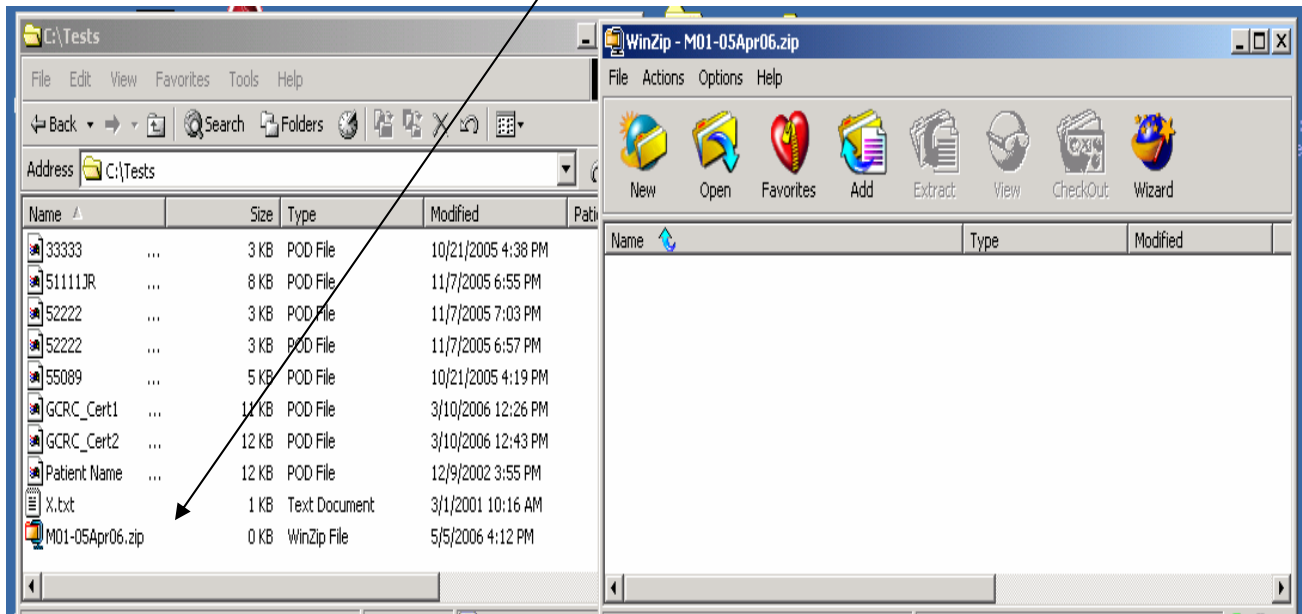 C:\Tests
File Edit View Favorites Tools Help
Back Search Folders
Address C:\Tests
Name Size Type Modified
33333 ... 3 KB POD File 10/21/2005 4:38 PM
51111JR ... 8 KB POD File 11/7/2005 6:55 PM
52222 ... 3 KB POD File 11/7/2005 7:03 PM
52222 ... 3 KB POD File 11/7/2005 6:57 PM
55089 ... 5 KB POD File 10/21/2005 4:19 PM
GCRC_Cert1 ... 11 KB POD File 3/10/2006 12:26 PM
GCRC_Cert2 ... 12 KB POD File 3/10/2006 12:43 PM
Patient Name ... 12 KB POD File 12/9/2002 3:55 PM
X.txt 1 KB Text Document 3/1/2001 10:16 AM
M01-05Apr06.zip 0 KB WinZip File 5/5/2006 4:12 PM
WinZip - M01-05Apr06.zip
File Actions Options Help
New Open Favorites Add Extract View CheckOut Wizard
Name Type Modified